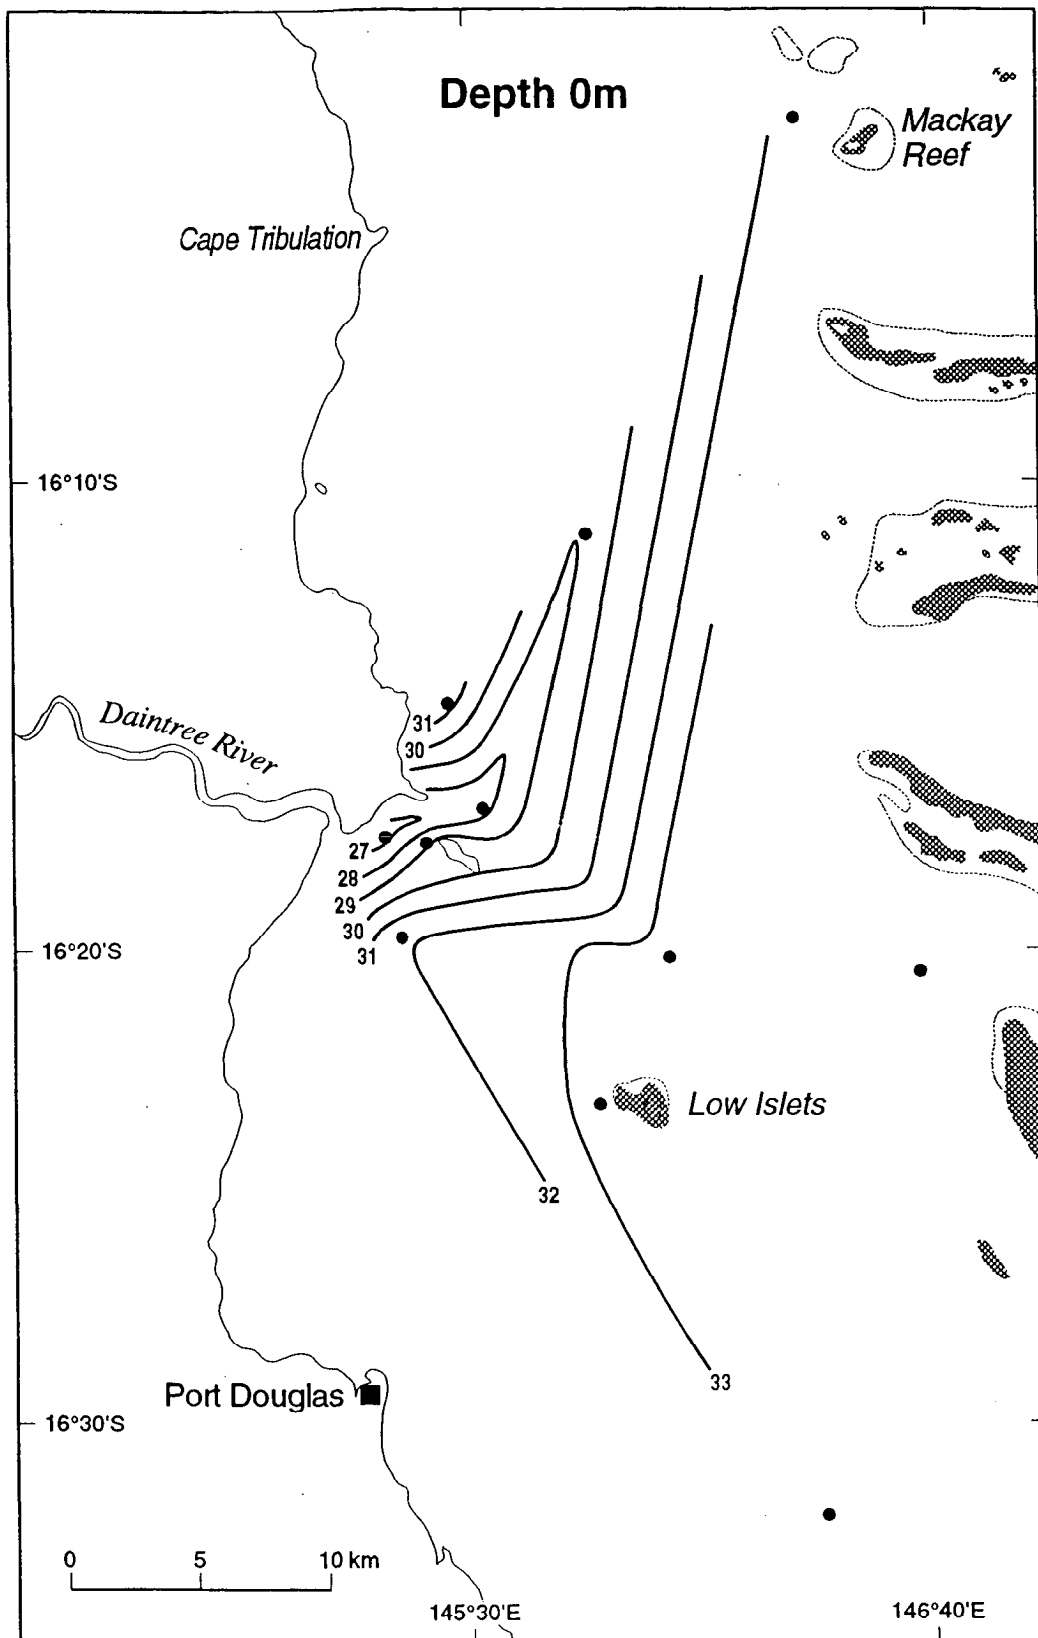 Depth 0m
Mackay
Reef
Cape Tribulation
16°10'S
Daintree River
31
30
27
28
29
30
31
16°20'S
Low Islets
32
33
Port Douglas
16°30'S
0 5 10 km
145°30'E
146°40'E